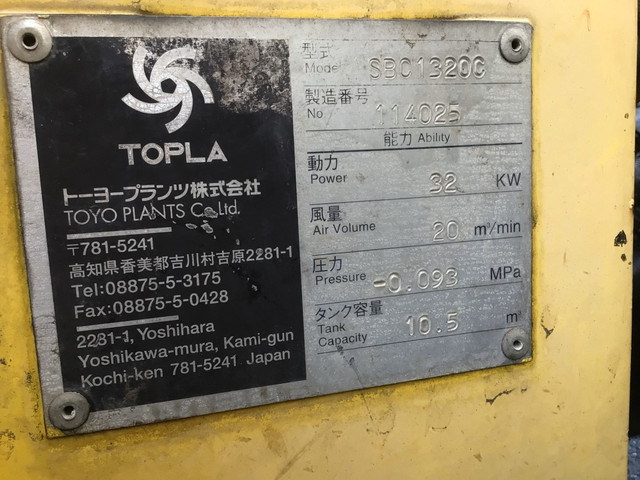 TOPLA
トーヨープランツ株式会社
TOYO PLANTS Co.,Ltd.
〒781-5241
高知県香美郡吉川村吉原2281-1
Tel:08875-5-3175
Fax:08875-5-0428
2281-1, Yoshihara
Yoshikawa-mura, Kami-gun
Kochi-ken 781-5241 Japan
型式
Model SBO1320C
製造番号
No. 114025
能力 Ability
動力
Power 32 KW
風量
Air Volume 20 m³/min
圧力
Pressure -0.093 MPa
タンク容量
Tank
Capacity 10.5 m³